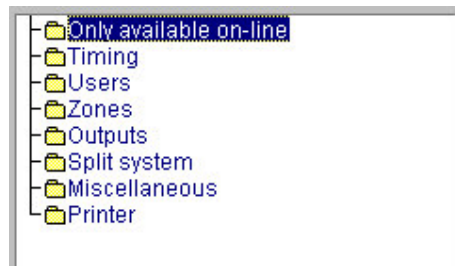 Only available on-line
Timing
Users
Zones
Outputs
Split system
Miscellaneous
Printer